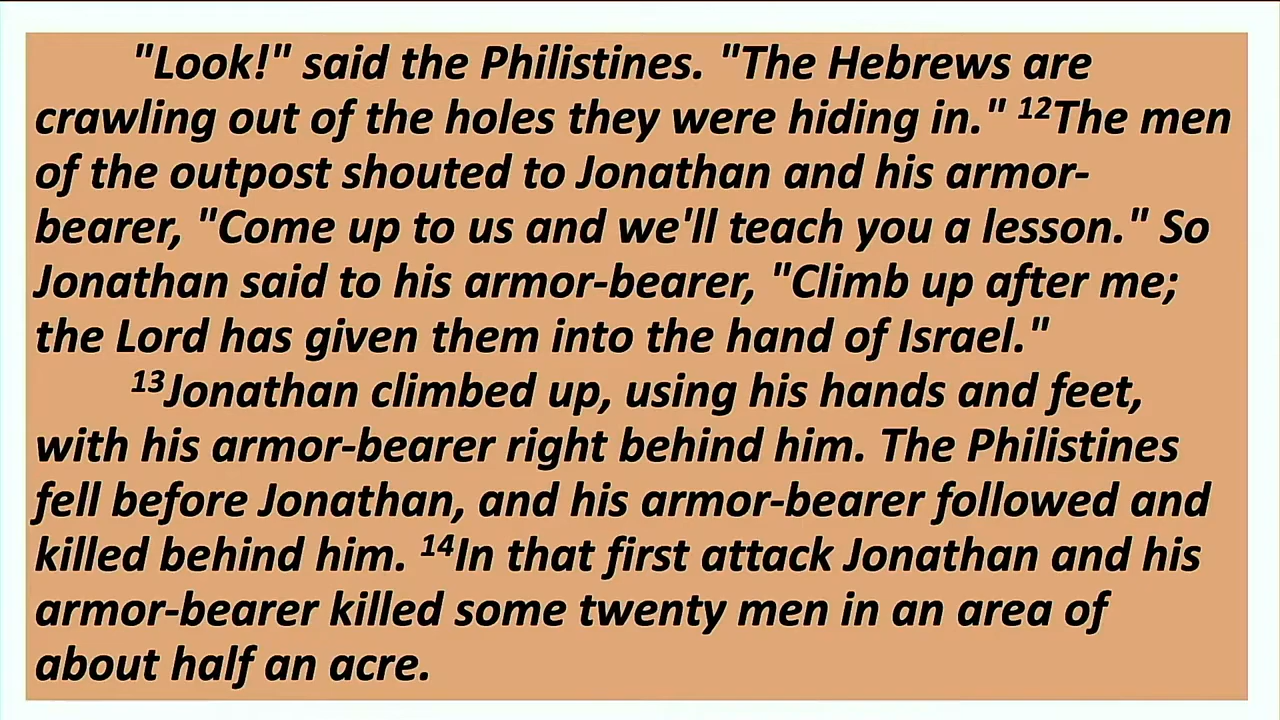 "Look!" said the Philistines. "The Hebrews are
crawling out of the holes they were hiding in." 12The men
of the outpost shouted to Jonathan and his armor-
bearer, "Come up to us and we'll teach you a lesson." So
Jonathan said to his armor-bearer, "Climb up after me;
the Lord has given them into the hand of Israel."
13Jonathan climbed up, using his hands and feet,
with his armor-bearer right behind him. The Philistines
fell before Jonathan, and his armor-bearer followed and
killed behind him. 14In that first attack Jonathan and his
armor-bearer killed some twenty men in an area of
about half an acre.